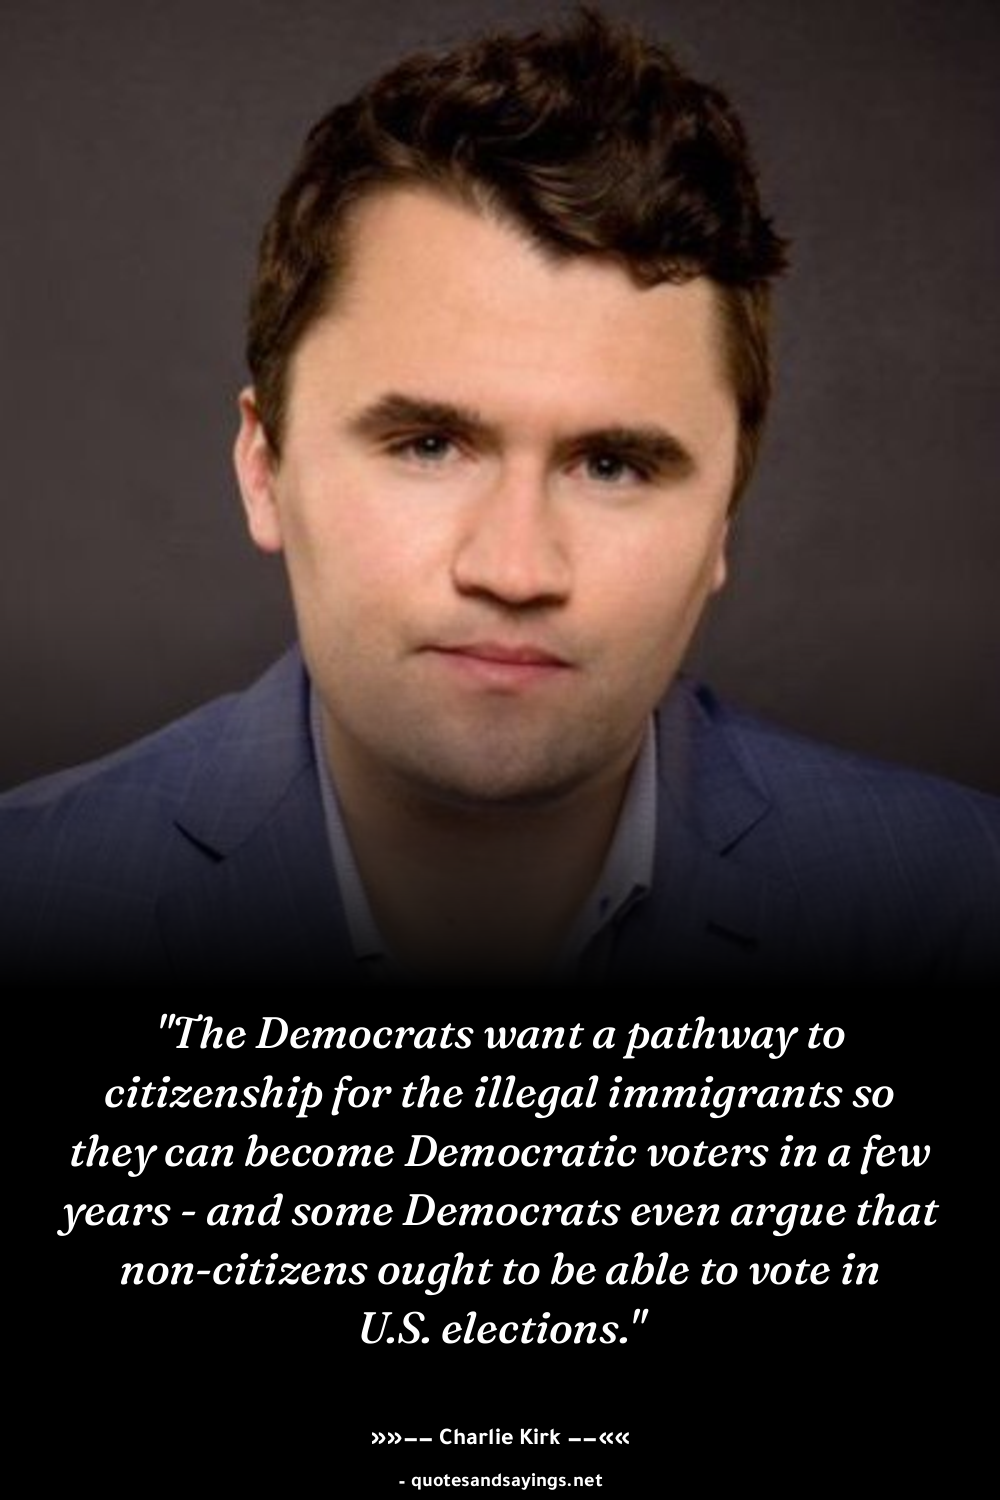 "The Democrats want a pathway to
citizenship for the illegal immigrants so
they can become Democratic voters in a few
years - and some Democrats even argue that
non-citizens ought to be able to vote in
U.S. elections."
»»–– Charlie Kirk ––««
- quotesandsayings.net